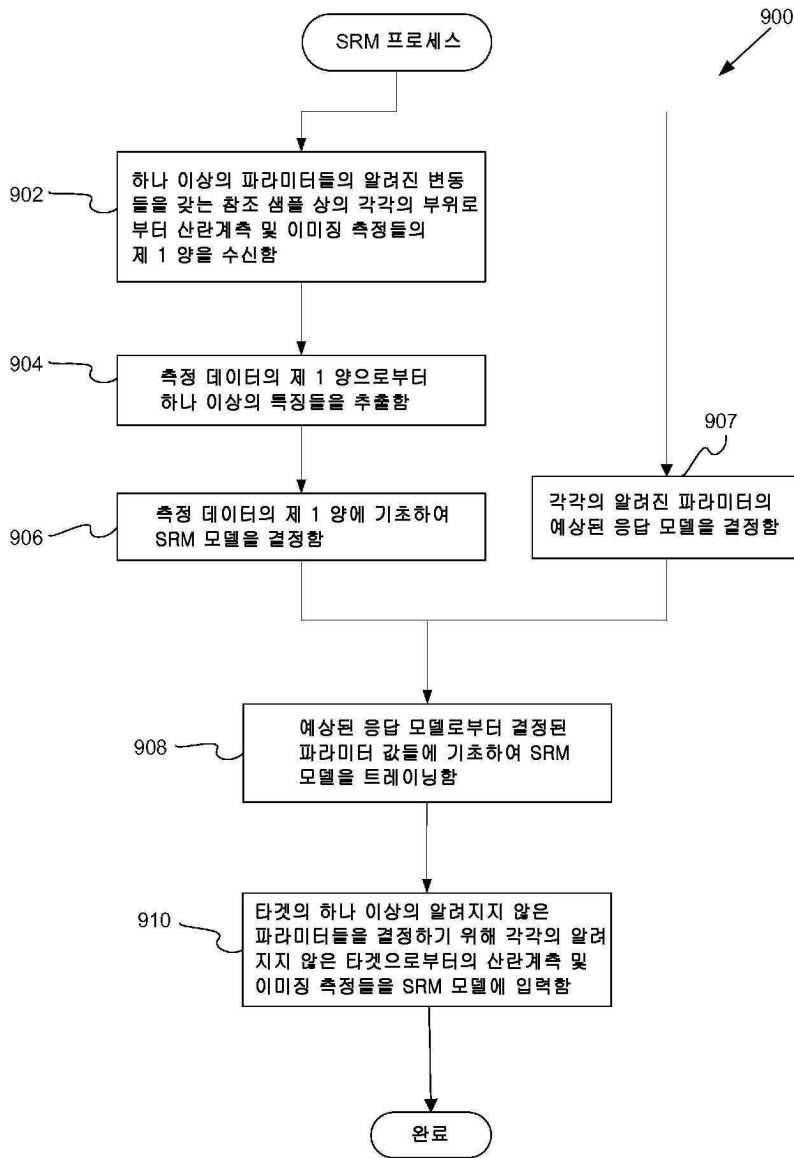 SRM 프로세스
900
902
하나 이상의 파라미터들의 알려진 변동
들을 갖는 참조 샘플 상의 각각의 부위로
부터 산란계측 및 이미징 측정들의
제 1 양을 수신함
904
측정 데이터의 제 1 양으로부터
하나 이상의 특징들을 추출함
907
906
측정 데이터의 제 1 양에 기초하여
SRM 모델을 결정함
각각의 알려진 파라미터의
예상된 응답 모델을 결정함
908
예상된 응답 모델로부터 결정된
파라미터 값들에 기초하여 SRM
모델을 트레이닝함
910
타겟의 하나 이상의 알려지지 않은
파라미터들을 결정하기 위해 각각의 알려
지지 않은 타겟으로부터의 산란계측 및
이미징 측정들을 SRM 모델에 입력함
완료